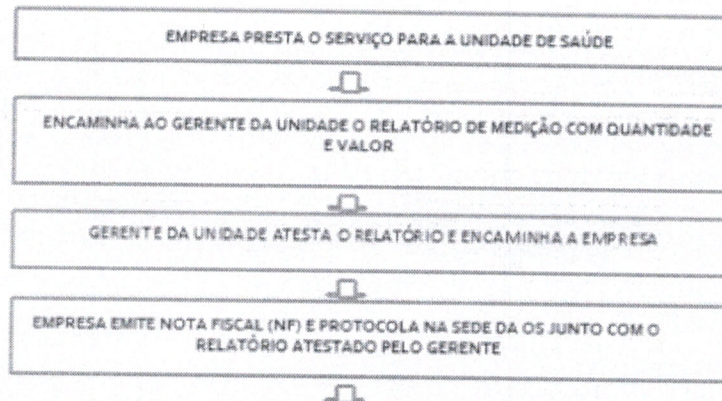 EMPRESA PRESTA O SERVIÇO PARA A UNIDADE DE SAÚDE
ENCAMINHA AO GERENTE DA UNIDADE O RELATÓRIO DE MEDIÇÃO COM QUANTIDADE
E VALOR
GERENTE DA UNIDADE ATESTA O RELATÓRIO E ENCAMINHA A EMPRESA
EMPRESA EMITE NOTA FISCAL (NF) E PROTOCOLA NA SEDE DA OS JUNTO COM O
RELATÓRIO ATESTADO PELO GERENTE